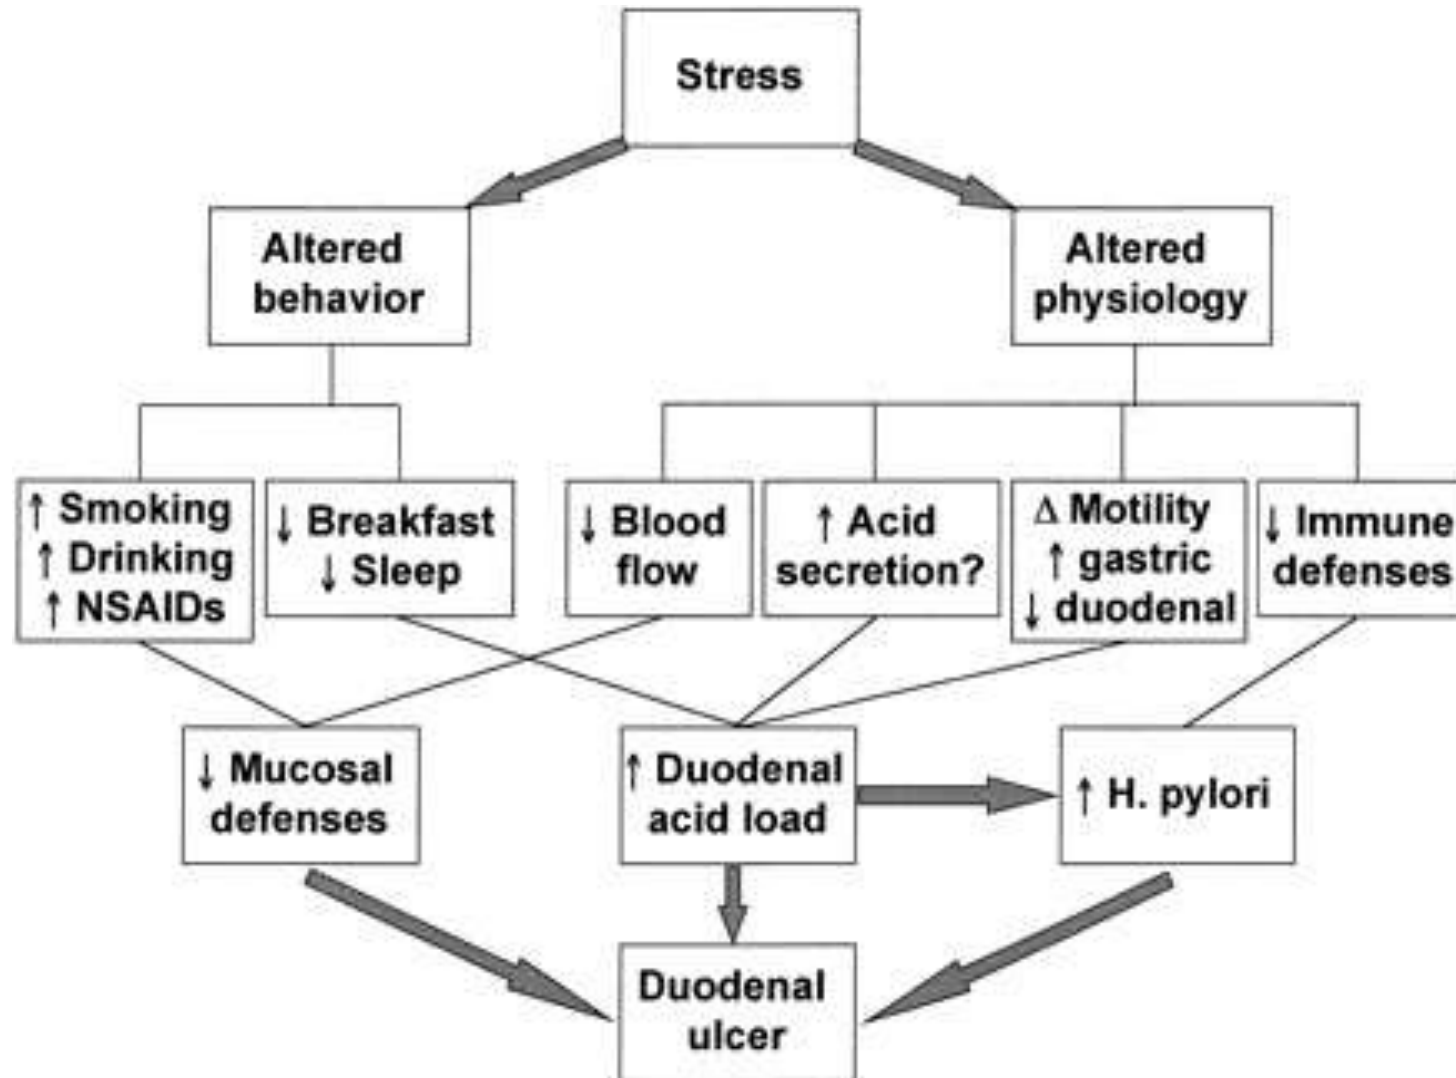 Stress
Altered
behavior
Altered
physiology
↑ Smoking
↑ Drinking
↑ NSAIDs
↓ Breakfast
↓ Sleep
↓ Blood
flow
↑ Acid
secretion?
Δ Motility
↑ gastric
↓ duodenal
↓ Immune
defenses
↓ Mucosal
defenses
↑ Duodenal
acid load
↑ H. pylori
Duodenal
ulcer